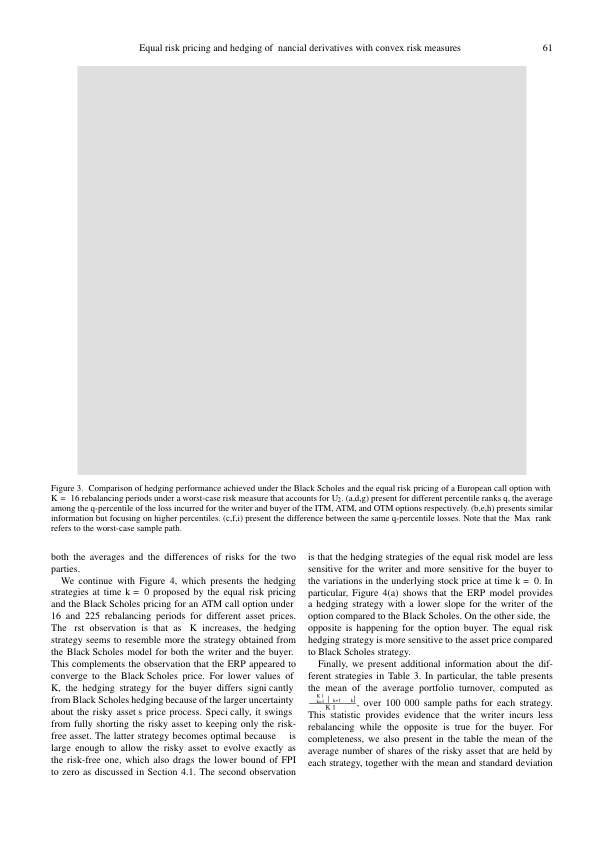 Equal risk pricing and hedging of nancial derivatives with convex risk measures 61
Figure 3. Comparison of hedging performance achieved under the Black Scholes and the equal risk pricing of a European call option with
K = 16 rebalancing periods under a worst-case risk measure that accounts for U2. (a,d,g) present for different percentile ranks q, the average
among the q-percentile of the loss incurred for the writer and buyer of the ITM, ATM, and OTM options respectively. (b,e,h) presents similar
information but focusing on higher percentiles. (c,f,i) present the difference between the same q-percentile losses. Note that the Max rank
refers to the worst-case sample path.
both the averages and the differences of risks for the two
parties.
We continue with Figure 4, which presents the hedging
strategies at time k = 0 proposed by the equal risk pricing
and the Black Scholes pricing for an ATM call option under
16 and 225 rebalancing periods for different asset prices.
The rst observation is that as K increases, the hedging
strategy seems to resemble more the strategy obtained from
the Black Scholes model for both the writer and the buyer.
This complements the observation that the ERP appeared to
converge to the Black Scholes price. For lower values of
K, the hedging strategy for the buyer differs signi cantly
from Black Scholes hedging because of the larger uncertainty
about the risky asset s price process. Speci cally, it swings
from fully shorting the risky asset to keeping only the risk-
free asset. The latter strategy becomes optimal because is
large enough to allow the risky asset to evolve exactly as
the risk-free one, which also drags the lower bound of FPI
to zero as discussed in Section 4.1. The second observation
is that the hedging strategies of the equal risk model are less
sensitive for the writer and more sensitive for the buyer to
the variations in the underlying stock price at time k = 0. In
particular, Figure 4(a) shows that the ERP model provides
a hedging strategy with a lower slope for the writer of the
option compared to the Black Scholes. On the other side, the
opposite is happening for the option buyer. The equal risk
hedging strategy is more sensitive to the asset price compared
to Black Scholes strategy.
Finally, we present additional information about the dif-
ferent strategies in Table 3. In particular, the table presents
the mean of the average portfolio turnover, computed as
, over 100 000 sample paths for each strategy.
This statistic provides evidence that the writer incurs less
rebalancing while the opposite is true for the buyer. For
completeness, we also present in the table the mean of the
average number of shares of the risky asset that are held by
each strategy, together with the mean and standard deviation